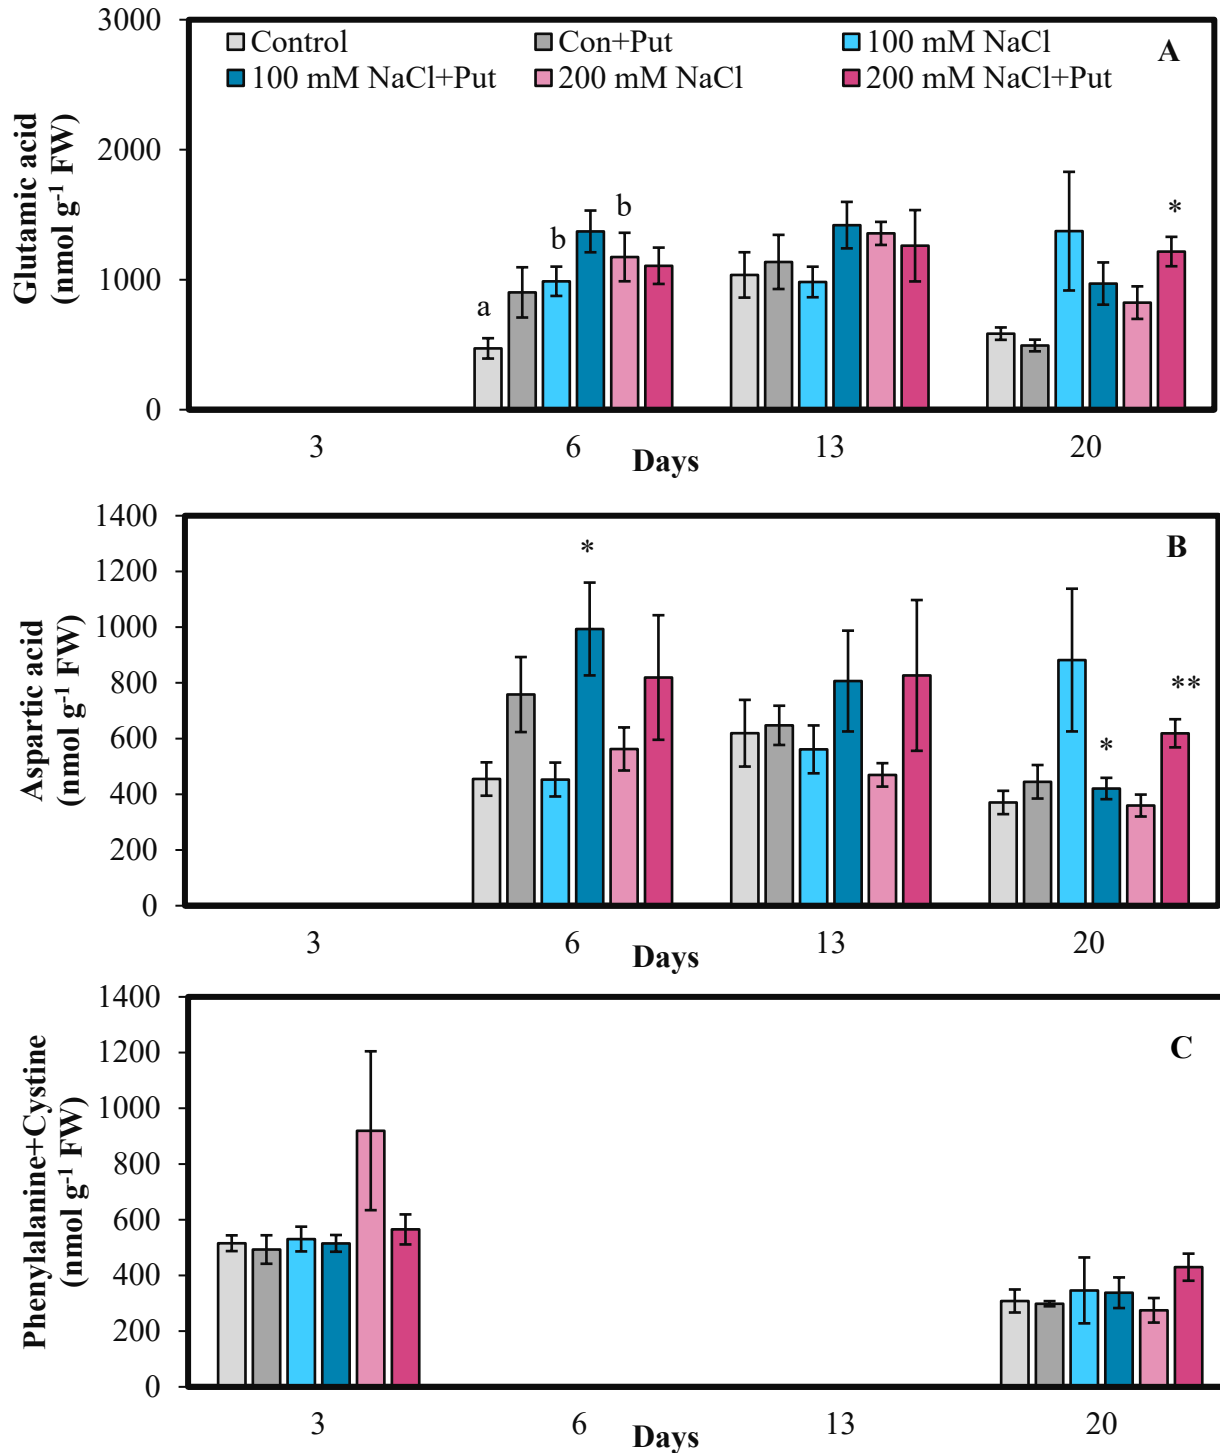 3000
Control
Con+Put
100 mM NaCl
A
100 mM NaCl+Put
200 mM NaCl
200 mM NaCl+Put
Glutamic acid
(nmol g⁻¹ FW)
2000
1000
0
a
b
b
*
3
6
13
20
Days
1400
1200
1000
800
600
400
200
0
Aspartic acid
(nmol g⁻¹ FW)
B
*
*
**
3
6
13
20
Days
1400
1200
1000
800
600
400
200
0
Phenylalanine+Cystine
(nmol g⁻¹ FW)
C
3
6
13
20
Days